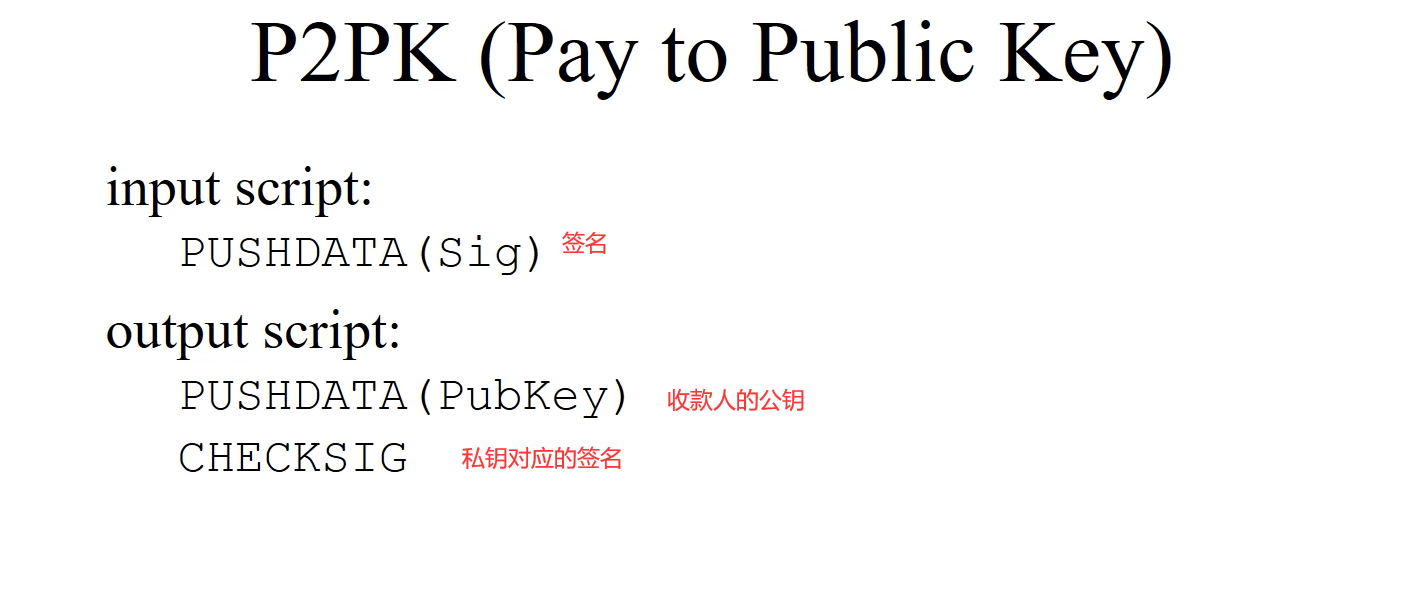 P2PK (Pay to Public Key)
input script:
PUSHDATA(Sig) 签名
output script:
PUSHDATA(PubKey) 收款人的公钥
CHECKSIG 私钥对应的签名